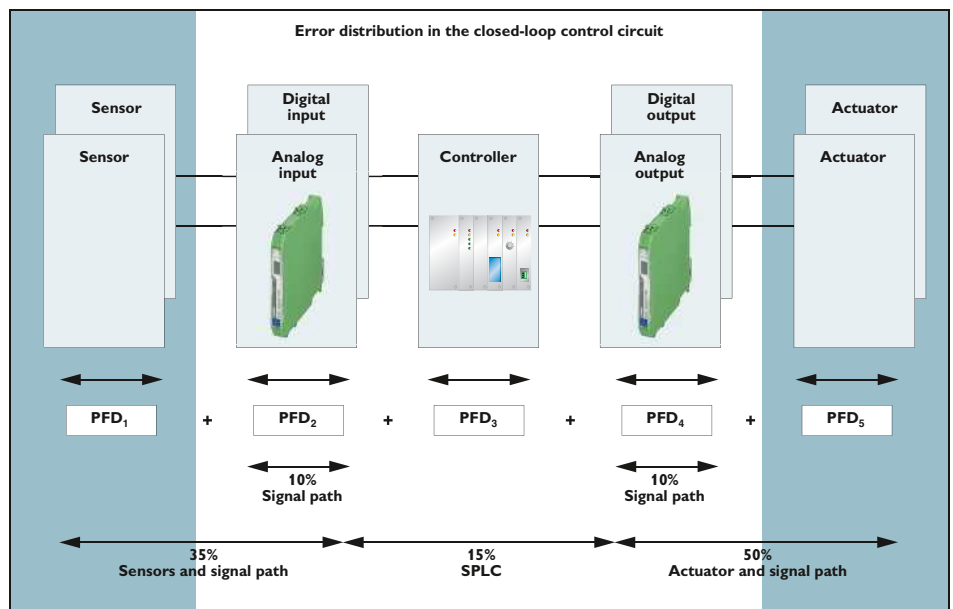 Error distribution in the closed-loop control circuit
Sensor
Digital
input
Digital
output
Actuator
Sensor
Analog
input
Controller
Analog
output
Actuator
PFD₁ + PFD₂ + PFD₃ + PFD₄ + PFD₅
10%
Signal path
10%
Signal path
35%
Sensors and signal path
15%
SPLC
50%
Actuator and signal path